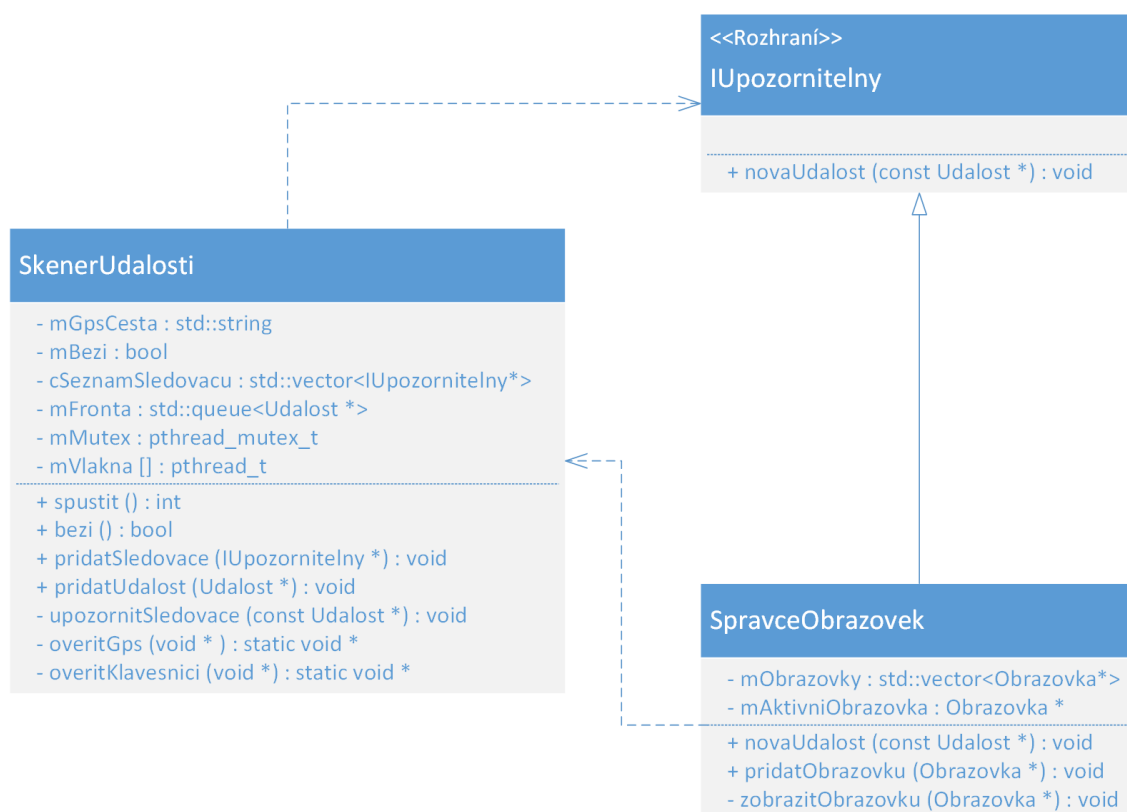 <<Rozhraní>>
IUpozornitelny
+ novaUdalost (const Udalost *) : void
SkenerUdalosti
- mGpsCesta : std::string
- mBezi : bool
- cSeznamSledovacu : std::vector<IUpozornitelny*>
- mFronta : std::queue<Udalost *>
- mMutex : pthread_mutex_t
- mVlakna [] : pthread_t
+ spustit () : int
+ bezi () : bool
+ pridatSledovace (IUpozornitelny *) : void
+ pridatUdalost (Udalost *) : void
- upozornitSledovace (const Udalost *) : void
- overitGps (void * ) : static void *
- overitKlavesnici (void *) : static void *
SpravceObrazovek
- mObrazovky : std::vector<Obrazovka*>
- mAktivniObrazovka : Obrazovka *
+ novaUdalost (const Udalost *) : void
+ pridatObrazovku (Obrazovka *) : void
- zobrazitObrazovku (Obrazovka *) : void